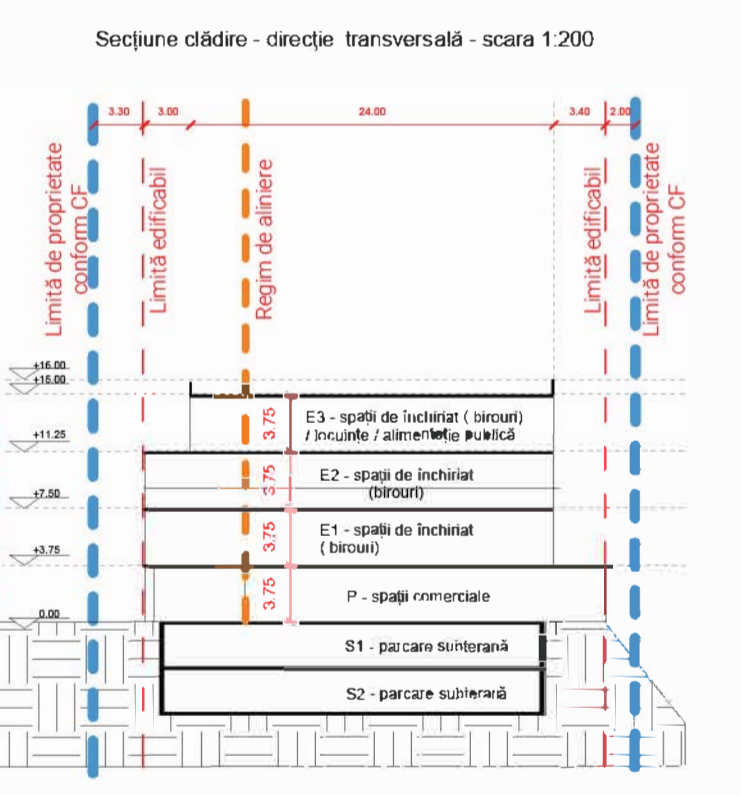 Secțiune clădire - direcție transversală - scara 1:200
3.30
3.00
24.00
3.40
2.00
Limită de proprietate
conform CF
Limită edificabil
Regim de aliniere
Limită edificabil
Limită de proprietate
conform CF
+16.00
+15.00
+11.25
+7.50
+3.75
0.00
3.75
E3 - spații de închiriat ( birouri)
/ locuințe / alimentație publică
3.75
E2 - spații de închiriat
(birouri)
3.75
E1 - spații de închiriat
( birouri)
3.75
P - spații comerciale
S1 - parcare subterană
S2 - parcare subterană